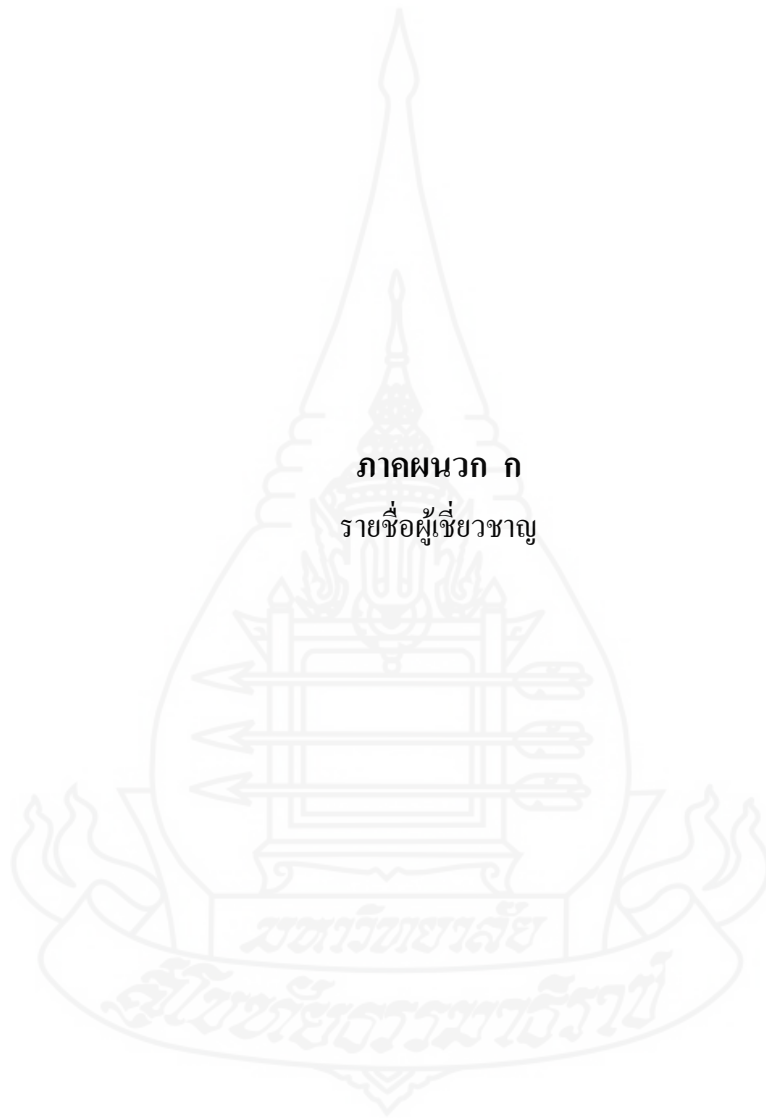 ภาคผนวก ก
รายชื่อผู้เชี่ยวชาญ
มหาวิทยาลัย
สุโขทัยธรรมาธิราช